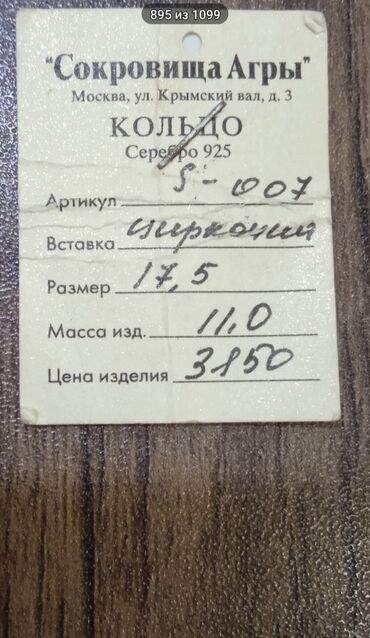 895 из 1099
"Сокровища Агры"
Москва, ул. Крымский вал, д. 3
КОЛЬЦО
Серебро 925
Артикул S-007
Вставка цирконий
Размер 17,5
Масса изд. 11.0
Цена изделия 3850